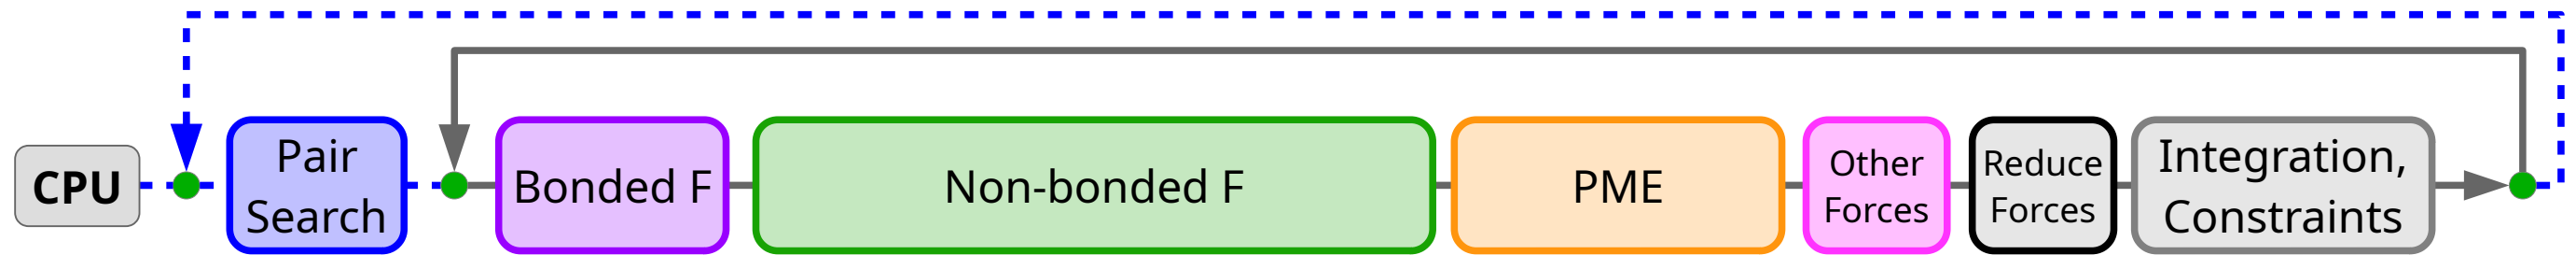 CPU
Pair
Search
Bonded F
Non-bonded F
PME
Other
Forces
Reduce
Forces
Integration,
Constraints